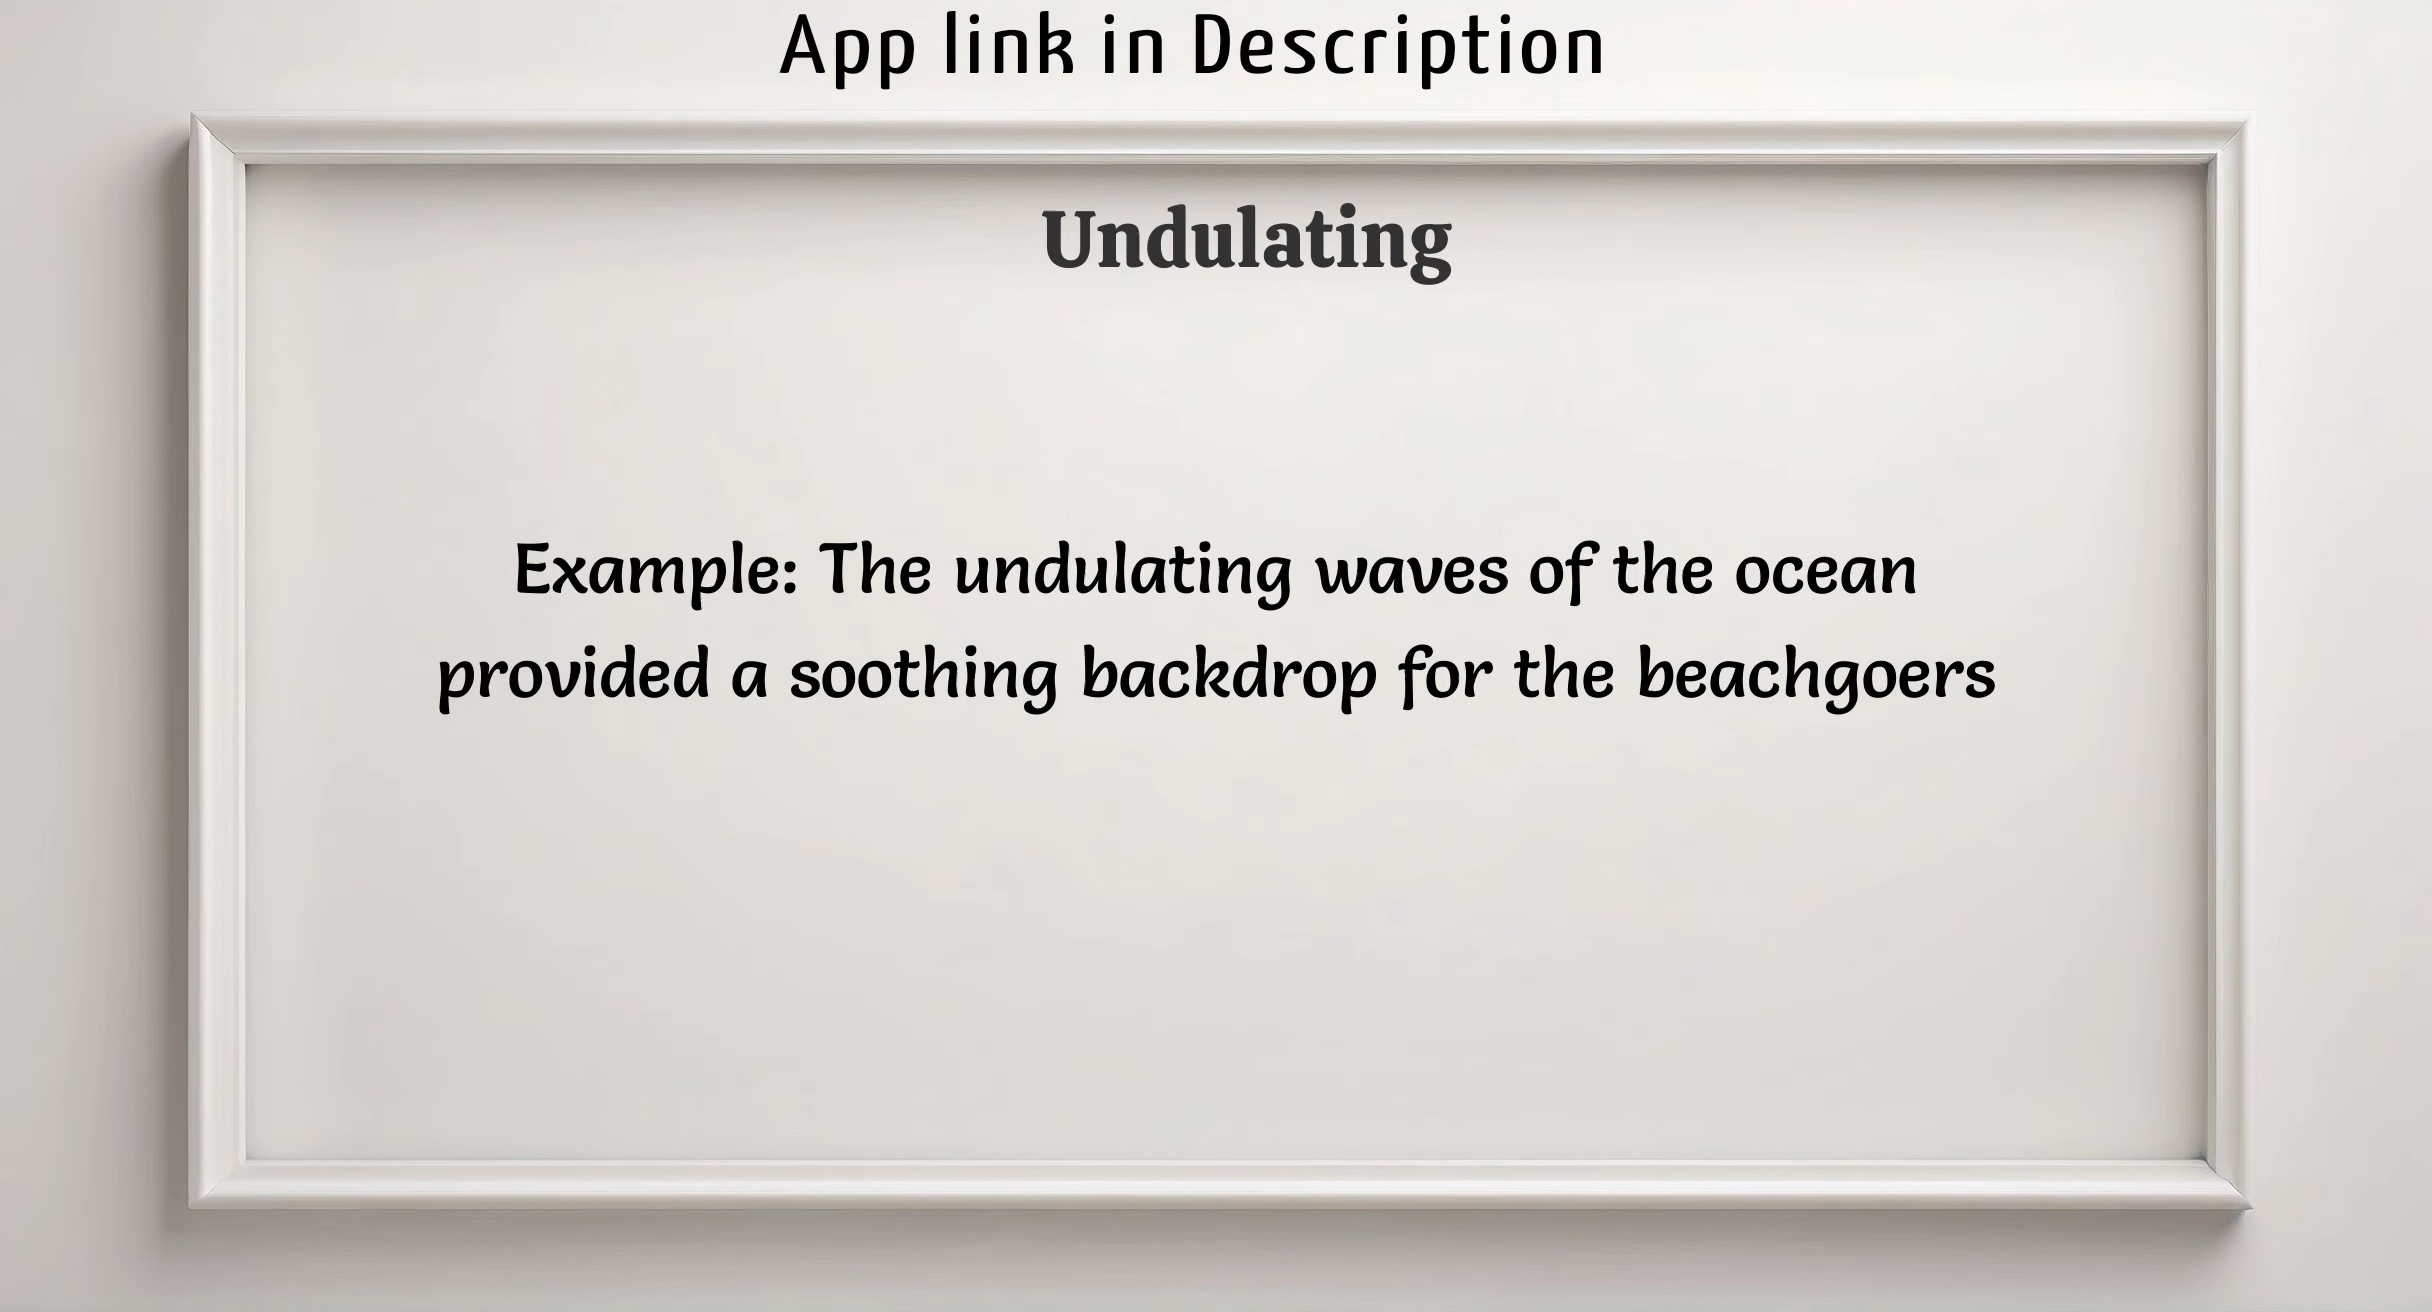 App link in Description
Undulating
Example: The undulating waves of the ocean
provided a soothing backdrop for the beachgoers